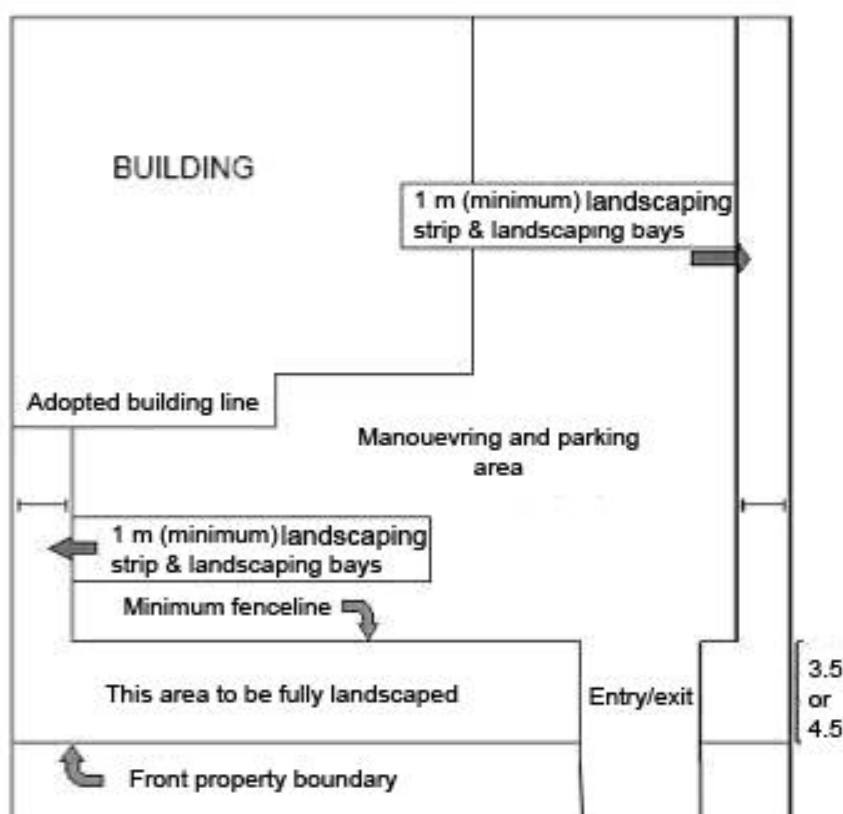 BUILDING
1 m (minimum) landscaping
strip & landscaping bays
Adopted building line
Manouevring and parking
area
1 m (minimum) landscaping
strip & landscaping bays
Minimum fenceline
This area to be fully landscaped
Entry/exit
3.5
or
4.5
Front property boundary